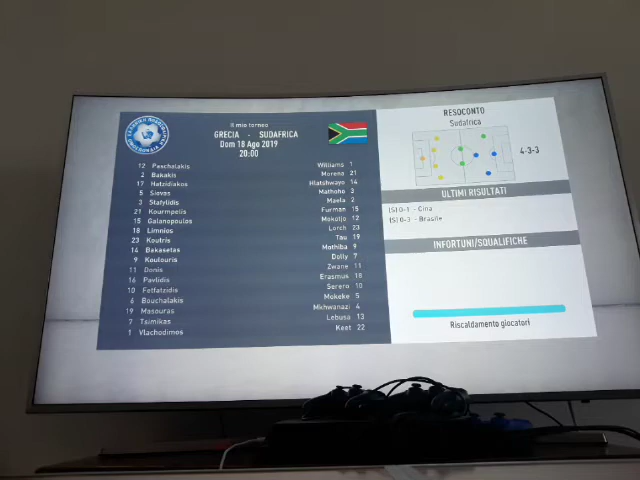 Il mio torneo
GRECIA - SUDAFRICA
Dom 18 Ago 2019
20:00
12 Paschalakis
2 Bakakis
17 Hatzidiakos
5 Siovas
3 Stafylidis
21 Kourmpelis
15 Galanopoulos
18 Limnios
23 Koutris
14 Bakasetas
9 Koulouris
11 Donis
16 Pavlidis
10 Fetfatzidis
6 Bouchalakis
19 Masouras
7 Tsimikas
1 Vlachodimos
Williams 1
Morena 21
Hlatshwayo 14
Mathoho 3
Maela 2
Furman 15
Mokotjo 12
Lorch 23
Tau 19
Mothiba 9
Dolly 7
Zwane 11
Erasmus 18
Serero 10
Mokeke 5
Mkhwanazi 4
Lebusa 13
Keet 22
RESOCONTO
Sudafrica
4-3-3
ULTIMI RISULTATI
(S) 0-1 - Cina
(S) 0-3 - Brasile
INFORTUNI/SQUALIFICHE
Riscaldamento giocatori